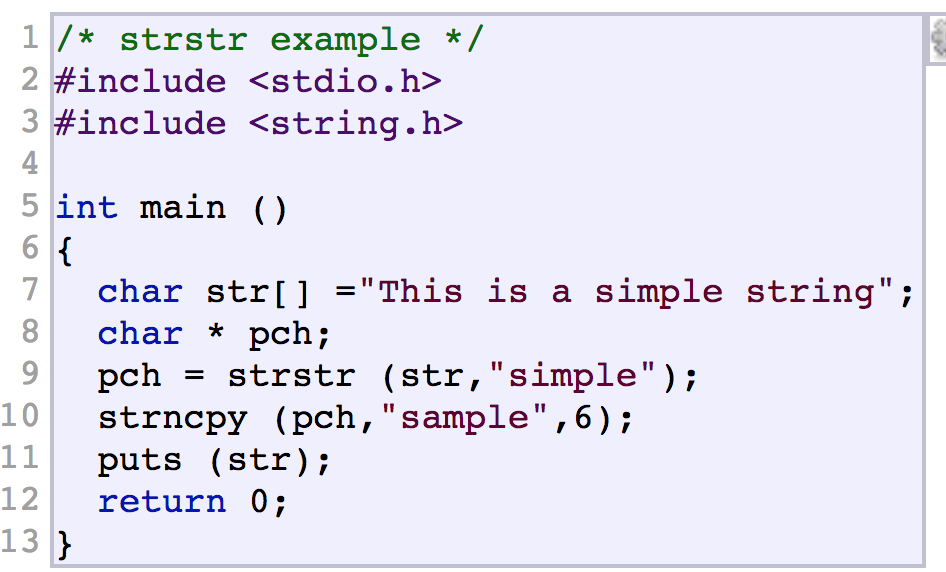 1 /* strstr example */
2 #include <stdio.h>
3 #include <string.h>
4
5 int main ()
6 {
7   char str[] ="This is a simple string";
8   char * pch;
9   pch = strstr (str,"simple");
10   strncpy (pch,"sample",6);
11   puts (str);
12   return 0;
13 }